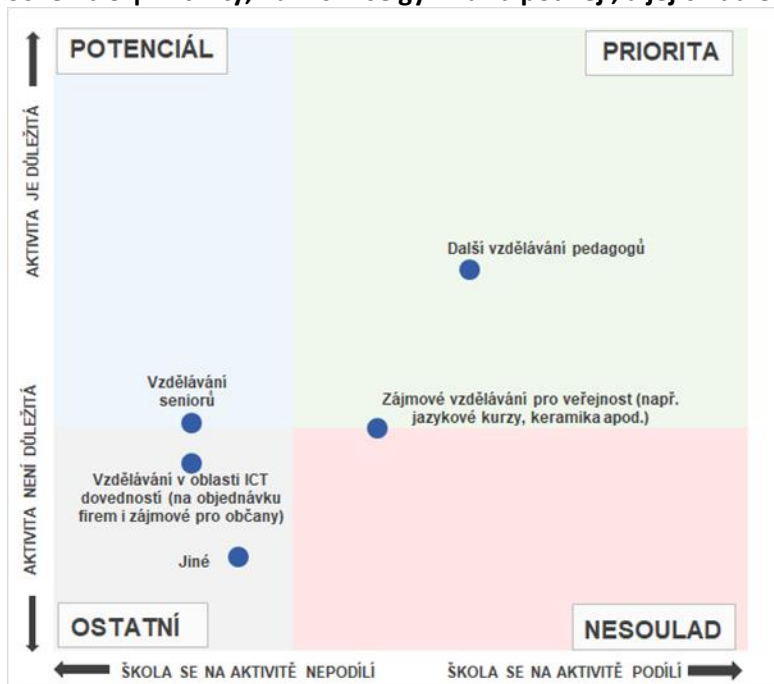 POTENCIÁL
PRIORITA
AKTIVITA JE DŮLEŽITÁ
Další vzdělávání pedagogů
Vzdělávání
seniorů
Zájmové vzdělávání pro veřejnost (např.
jazykové kurzy, keramika apod.)
AKTIVITA NENÍ DŮLEŽITÁ
Vzdělávání v oblasti ICT
dovedností (na objednávku
firem i zájmové pro občany)
Jiné
OSTATNÍ
NESOULAD
ŠKOLA SE NA AKTIVITĚ NEPODÍLÍ
ŠKOLA SE NA AKTIVITĚ PODÍLÍ